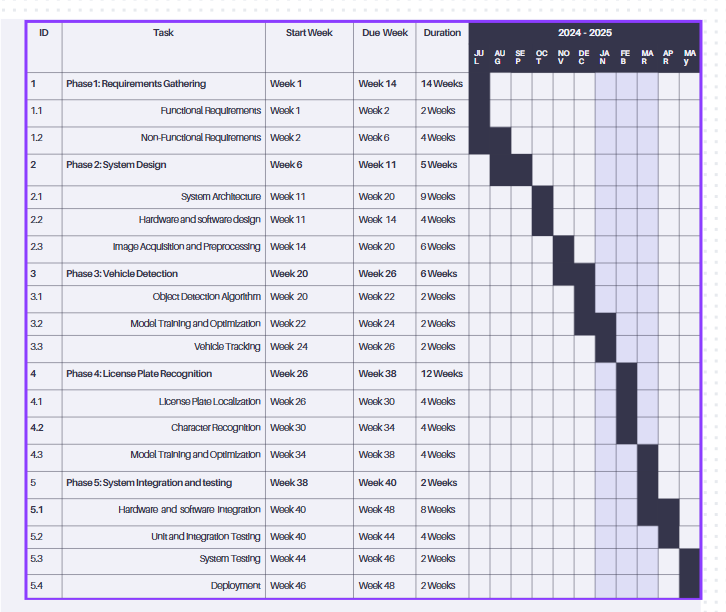 ID Task Start Week Due Week Duration 2024 - 2025
JUL AUG SEP OCT NOV DEC JAN FEB MAR APR MAy
1 Phase1: Requirements Gathering Week 1 Week 14 14 Weeks
1.1 Functional Requirements Week 1 Week 2 2 Weeks
1.2 Non-Functional Requirements Week 2 Week 6 4 Weeks
2 Phase 2: System Design Week 6 Week 11 5 Weeks
2.1 System Architecture Week 11 Week 20 9 Weeks
2.2 Hardware and software design Week 11 Week 14 4 Weeks
2.3 Image Acquisition and Preprocessing Week 14 Week 20 6 Weeks
3 Phase 3: Vehicle Detection Week 20 Week 26 6 Weeks
3.1 Object Detection Algorithm Week 20 Week 22 2 Weeks
3.2 Model Training and Optimization Week 22 Week 24 2 Weeks
3.3 Vehicle Tracking Week 24 Week 26 2 Weeks
4 Phase 4: License Plate Recognition Week 26 Week 38 12 Weeks
4.1 License Plate Localization Week 26 Week 30 4 Weeks
4.2 Character Recognition Week 30 Week 34 4 Weeks
4.3 Model Training and Optimization Week 34 Week 38 4 Weeks
5 Phase 5: System Integration and testing Week 38 Week 40 2 Weeks
5.1 Hardware and software Integration Week 40 Week 48 8 Weeks
5.2 Unit and Integration Testing Week 40 Week 44 4 Weeks
5.3 System Testing Week 44 Week 46 2 Weeks
5.4 Deployment Week 46 Week 48 2 Weeks